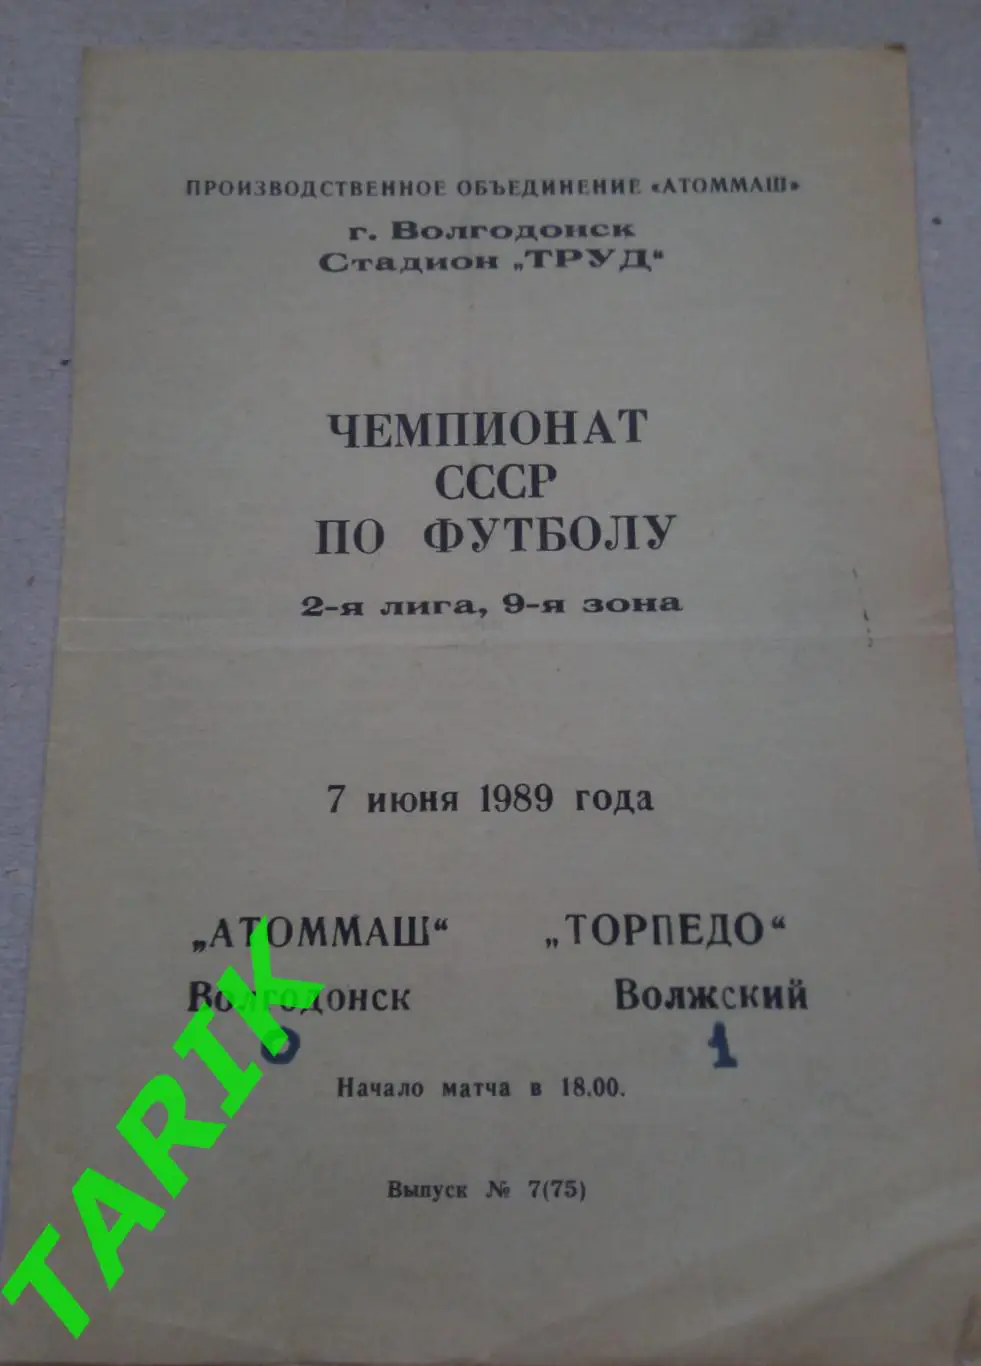 ПРОИЗВОДСТВЕННОЕ ОБЪЕДИНЕНИЕ «АТОММАШ»
г. Волгодонск
Стадион „ТРУД“
ЧЕМПИОНАТ
СССР
ПО ФУТБОЛУ
2-я лига, 9-я зона
7 июня 1989 года
„АТОММАШ“ „ТОРПЕДО“
Волгодонск Волжский
0 1
Начало матча в 18.00.
Выпуск № 7(75)
TARIK